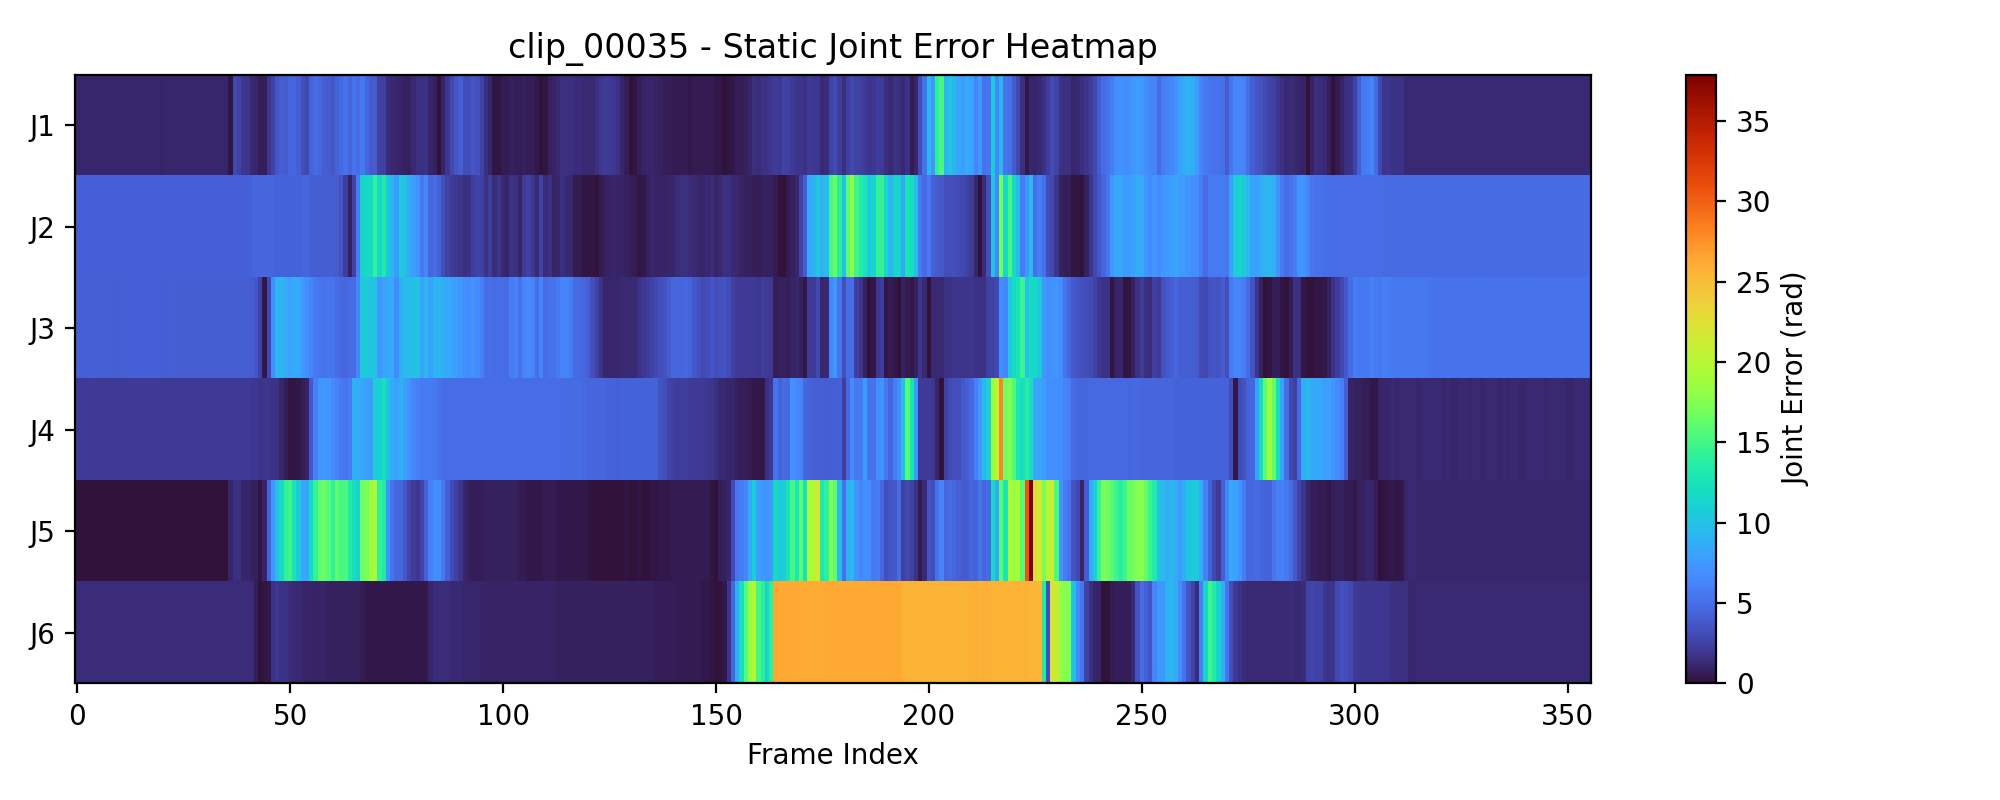 clip_00035 - Static Joint Error Heatmap
J1
J2
J3
J4
J5
J6
0 50 100 150 200 250 300 350
Frame Index
35
30
25
20
15
10
5
0
Joint Error (rad)